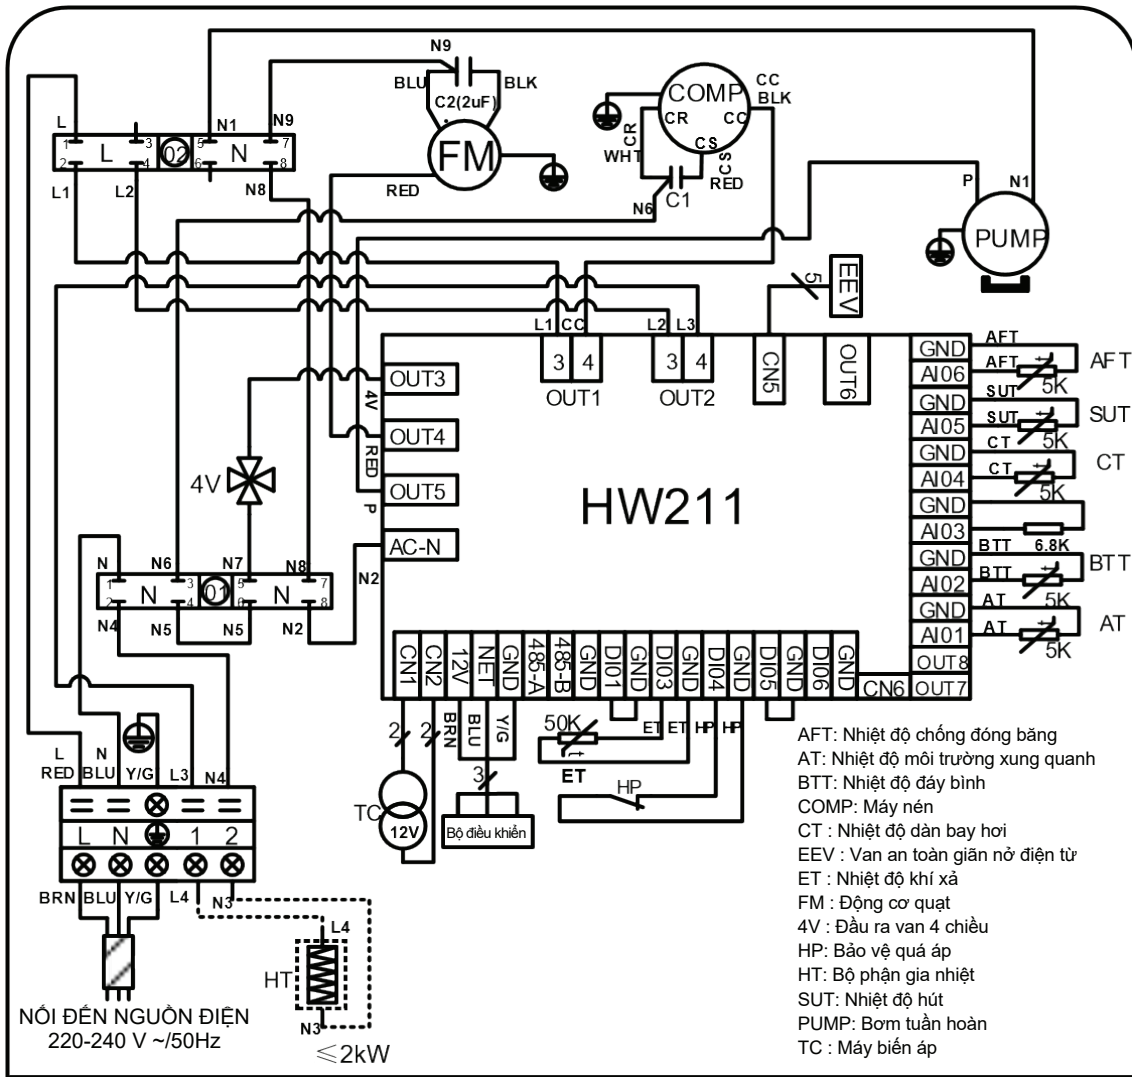 N9
BLU
BLK
C2(2uF)
FM
RED
COMP
CC
BLK
CR
CC
CS
CR
WHT
CS
RED
C1
N6
L
N1
N9
1
3
5
7
L
02
N
2
4
6
8
L1
L2
N8
P
N1
PUMP
5
EEV
L1
CC
L2
L3
3
4
3
4
OUT1
OUT2
CN5
OUT6
OUT3
4V
OUT4
RED
OUT5
P
AC-N
N2
4V
HW211
GND
AFT
AI06
AFT
5K
AFT
GND
SUT
AI05
SUT
5K
SUT
GND
CT
AI04
CT
5K
CT
GND
AI03
6.8K
GND
BTT
AI02
BTT
5K
BTT
GND
AT
AI01
AT
5K
AT
OUT8
CN6
OUT7
N
N6
N7
N8
1
3
5
7
N
01
N
2
4
6
8
N4
N5
N5
N2
CN1
CN2
12V
NET
GND
485-A
485-B
GND
DI01
GND
DI03
GND
DI04
GND
DI05
GND
DI06
GND
2
2
BRN
BLU
Y/G
3
50K
t
ET
ET
ET
HP
HP
HP
TC
12V
Bộ điều khiển
L
N
RED
BLU
Y/G
L3
N4
L
N
1
2
BRN
BLU
Y/G
L4
N3
L4
HT
N3
≤2kW
NỐI ĐẾN NGUỒN ĐIỆN
220-240 V ~/50Hz
AFT: Nhiệt độ chống đóng băng
AT: Nhiệt độ môi trường xung quanh
BTT: Nhiệt độ đáy bình
COMP: Máy nén
CT : Nhiệt độ dàn bay hơi
EEV : Van an toàn giãn nở điện từ
ET : Nhiệt độ khí xả
FM : Động cơ quạt
4V : Đầu ra van 4 chiều
HP: Bảo vệ quá áp
HT: Bộ phận gia nhiệt
SUT: Nhiệt độ hút
PUMP: Bơm tuần hoàn
TC : Máy biến áp